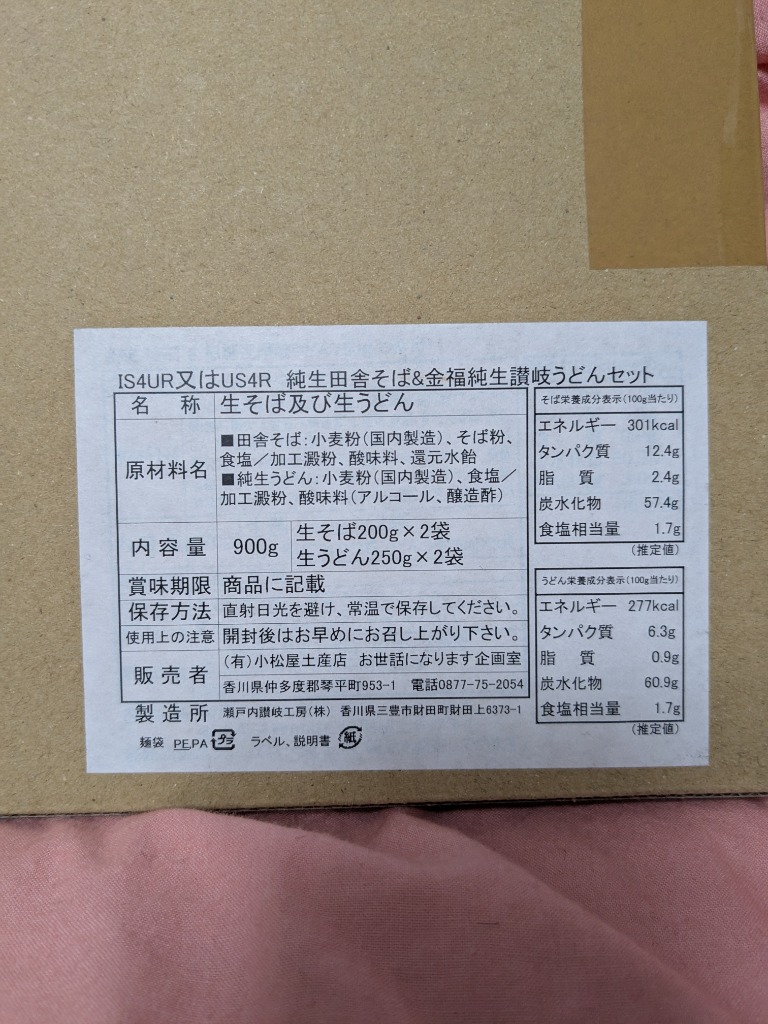 IS4UR又はUS4R 純生田舎そば&金福純生讃岐うどんセット
名 称 生そば及び生うどん
原材料名
■田舎そば:小麦粉(国内製造)、そば粉、
食塩/加工澱粉、酸味料、還元水飴
■純生うどん:小麦粉(国内製造)、食塩/
加工澱粉、酸味料(アルコール、醸造酢)
内 容 量 900g
生そば200g×2袋
生うどん250g×2袋
賞味期限 商品に記載
保存方法 直射日光を避け、常温で保存してください。
使用上の注意 開封後はお早めにお召し上がり下さい。
販 売 者
(有)小松屋土産店 お世話になります企画室
香川県仲多度郡琴平町953-1 電話0877-75-2054
製 造 所 瀬戸内讃岐工房(株) 香川県三豊市財田町財田上6373-1
麺袋 PE,PA プラ ラベル、説明書 紙
そば栄養成分表示(100g当たり)
エネルギー 301kcal
タンパク質 12.4g
脂 質 2.4g
炭水化物 57.4g
食塩相当量 1.7g
(推定値)
うどん栄養成分表示(100g当たり)
エネルギー 277kcal
タンパク質 6.3g
脂 質 0.9g
炭水化物 60.9g
食塩相当量 1.7g
(推定値)